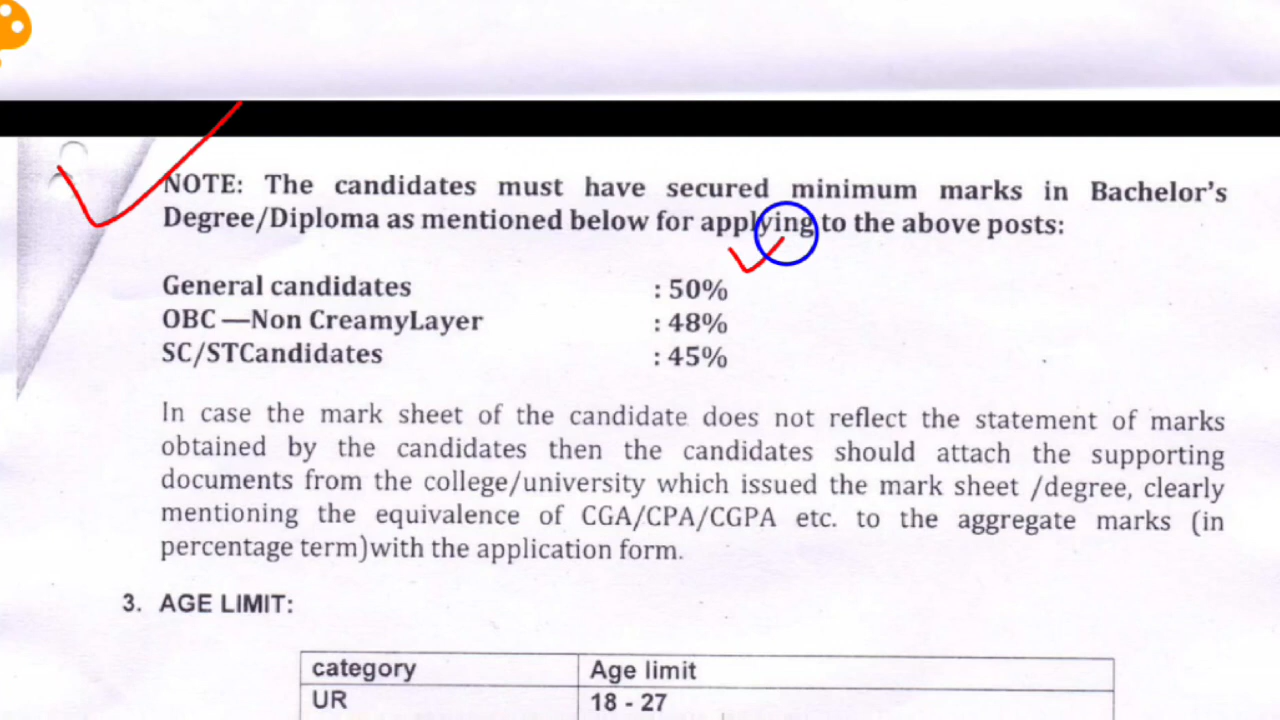 NOTE: The candidates must have secured minimum marks in Bachelor's
Degree/Diploma as mentioned below for applying to the above posts:
General candidates : 50%
OBC —Non CreamyLayer : 48%
SC/STCandidates : 45%
In case the mark sheet of the candidate does not reflect the statement of marks
obtained by the candidates then the candidates should attach the supporting
documents from the college/university which issued the mark sheet /degree, clearly
mentioning the equivalence of CGA/CPA/CGPA etc. to the aggregate marks (in
percentage term)with the application form.
3. AGE LIMIT:
category Age limit
UR 18 - 27